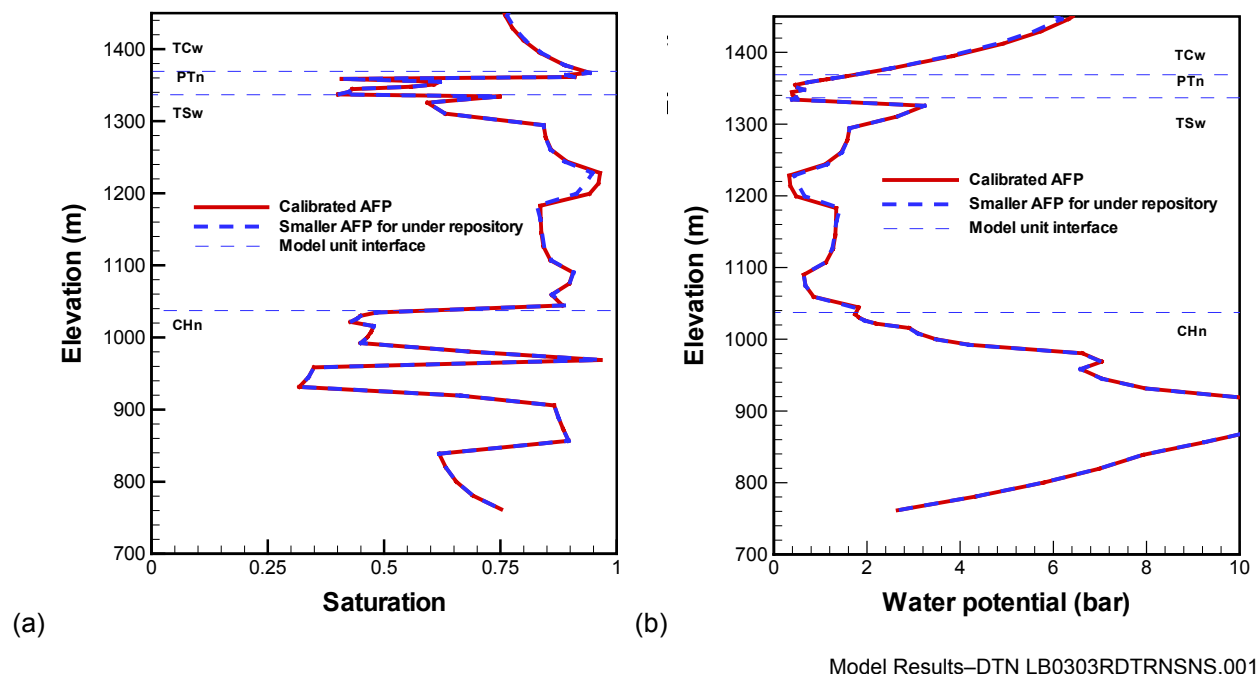 1400
1300
1200
1100
1000
900
800
700
Elevation (m)
TCw
PTn
TSw
CHn
Calibrated AFP
Smaller AFP for under repository
Model unit interface
0
0.25
0.5
0.75
1
Saturation
(a)
1400
1300
1200
1100
1000
900
800
700
Elevation (m)
TCw
PTn
TSw
CHn
Calibrated AFP
Smaller AFP for under repository
Model unit interface
0
2
4
6
8
10
Water potential (bar)
(b)
Model Results–DTN LB0303RDTRNSNS.001